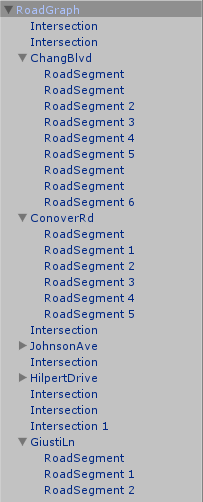 RoadGraph
Intersection
Intersection
ChangBlvd
RoadSegment
RoadSegment
RoadSegment 2
RoadSegment 3
RoadSegment 4
RoadSegment 5
RoadSegment
RoadSegment
RoadSegment 6
ConoverRd
RoadSegment
RoadSegment 1
RoadSegment 2
RoadSegment 3
RoadSegment 4
RoadSegment 5
Intersection
JohnsonAve
Intersection
HilpertDrive
Intersection
Intersection
Intersection 1
GiustiLn
RoadSegment
RoadSegment 1
RoadSegment 2